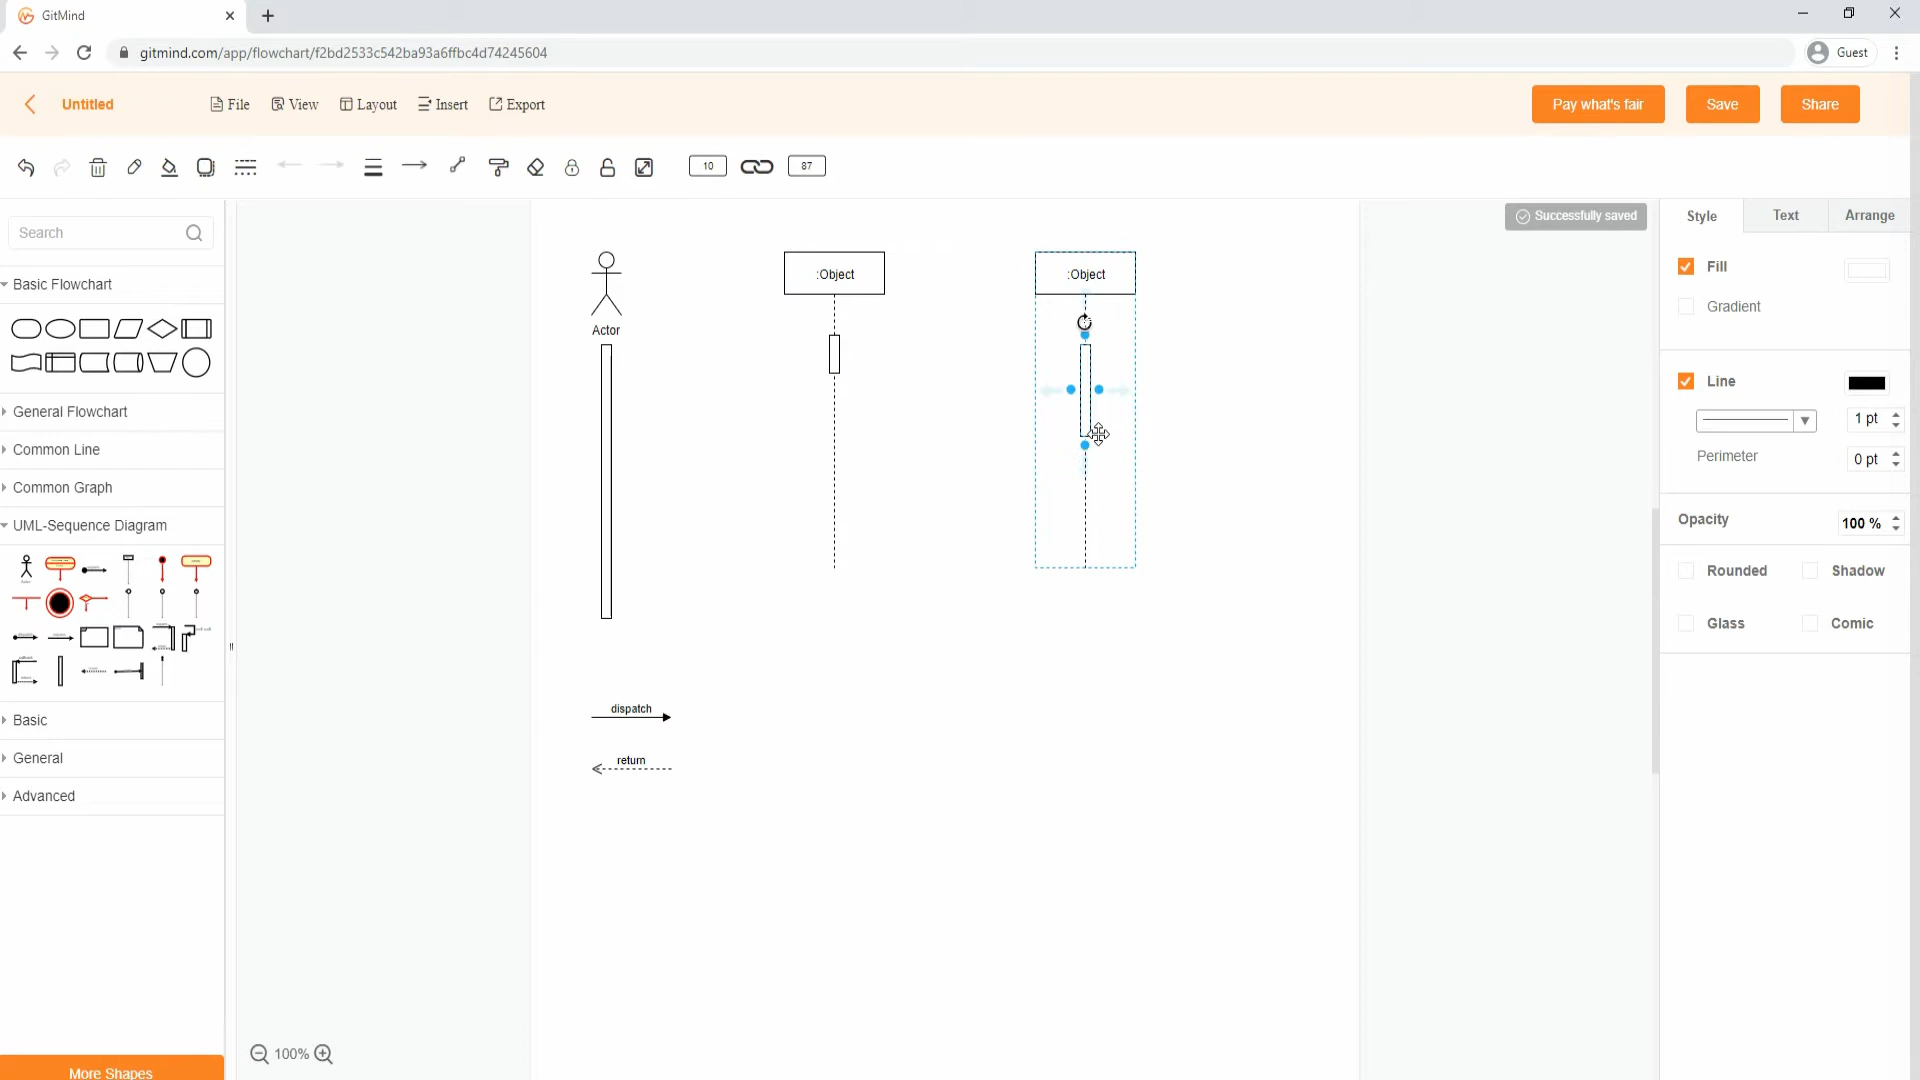 GitMind
gitmind.com/app/flowchart/f2bd2533c542ba93a6ffbc4d74245604
Guest
Untitled
File
View
Layout
Insert
Export
Pay what's fair
Save
Share
10
87
Search
Successfully saved
Style
Text
Arrange
Basic Flowchart
General Flowchart
Common Line
Common Graph
UML-Sequence Diagram
Basic
General
Advanced
More Shapes
Actor
:Object
:Object
dispatch
return
Fill
Gradient
Line
1 pt
Perimeter
0 pt
Opacity
100 %
Rounded
Shadow
Glass
Comic
100%